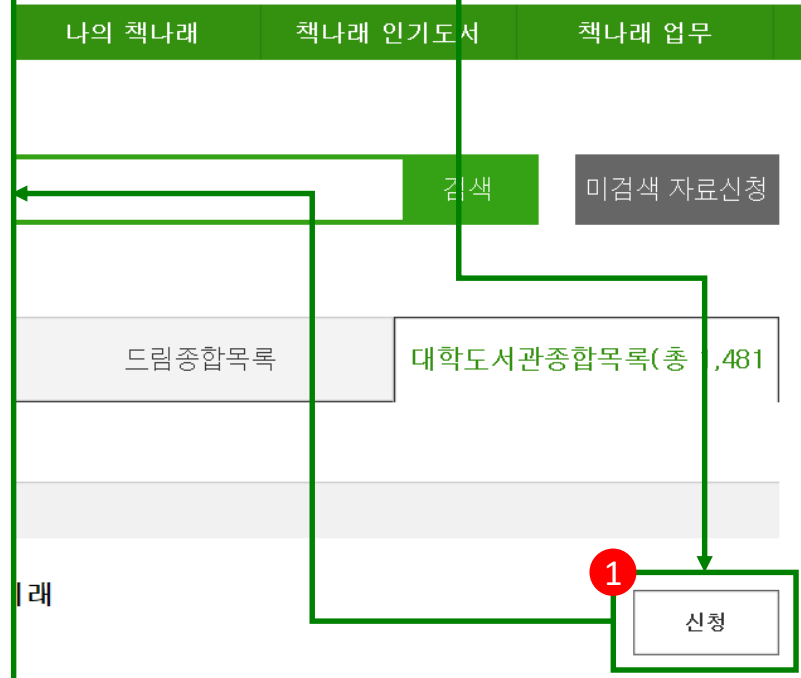 나의 책나래 책나래 인기도서 책나래 업무
검색 미검색 자료신청
드림종합목록 대학도서관종합목록(총 1,481
1
래
신청